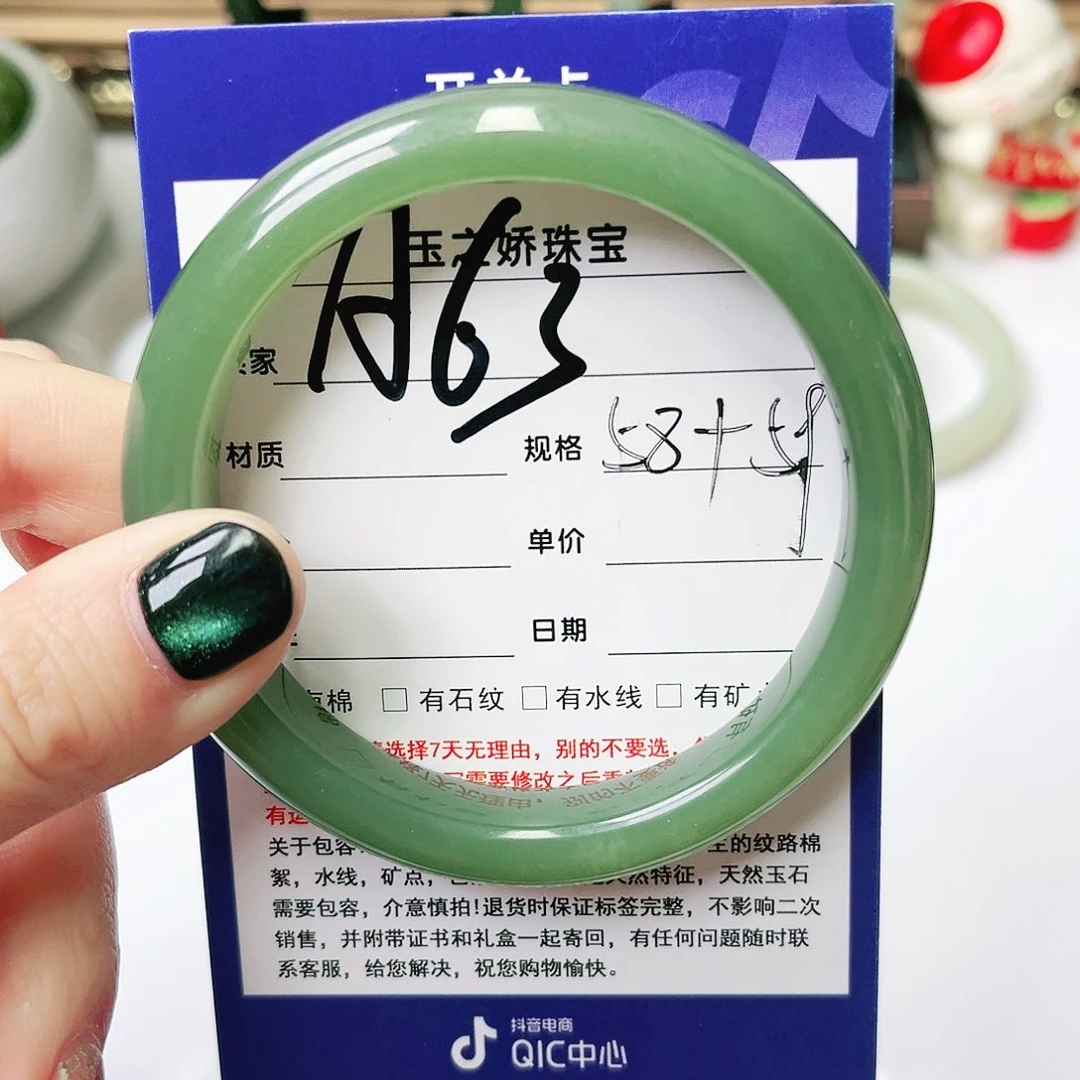 玉之娇珠宝
A63
家
材质
规格 58+59
单价
日期
棉 □ 有石纹 □ 有水线 □ 有矿
选择7天无理由，别的不要选。
需要修改之后
有运
关于包容
生的纹路棉
絮，水线，矿点，
天然特征，天然玉石
需要包容，介意慎拍!退货时保证标签完整，不影响二次
销售，并附带证书和礼盒一起寄回，有任何问题随时联
系客服，给您解决，祝您购物愉快。
抖音电商
QIC中心